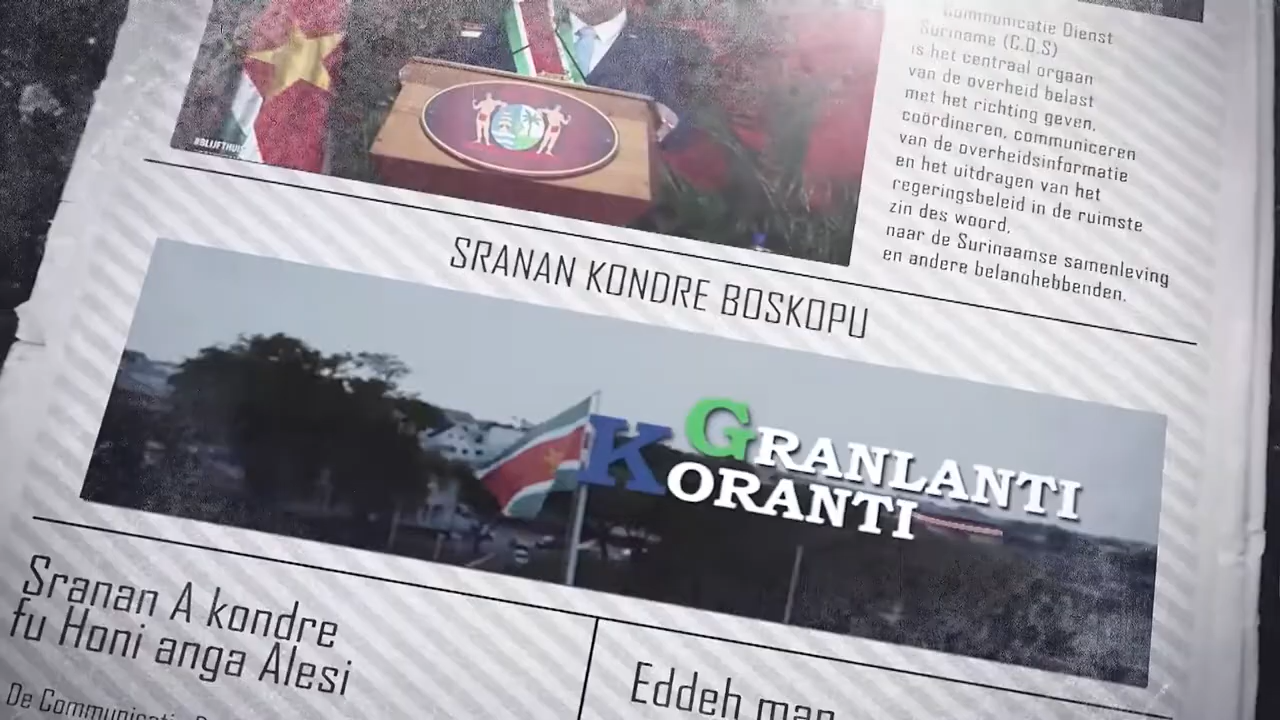 Communicatie Dienst
Suriname (C.D.S)
is het centraal orgaan
van de overheid belast
met het richting geven,
coördineren, communiceren
van de overheidsinformatie
en het uitdragen van het
regeringsbeleid in de ruimste
zin des woord,
naar de Surinaamse samenleving
en andere belanghebbenden.
SRANAN KONDRE BOSKOPU
GRANLANTI
KORANTI
Sranan A kondre
fu Honi anga Alesi
De Communicatie
Eddeh man